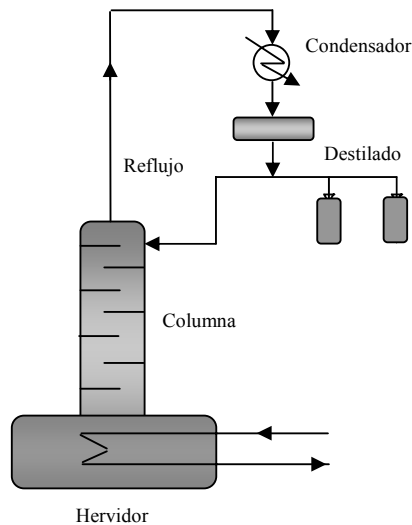 Condensador
Destilado
Reflujo
Columna
Hervidor